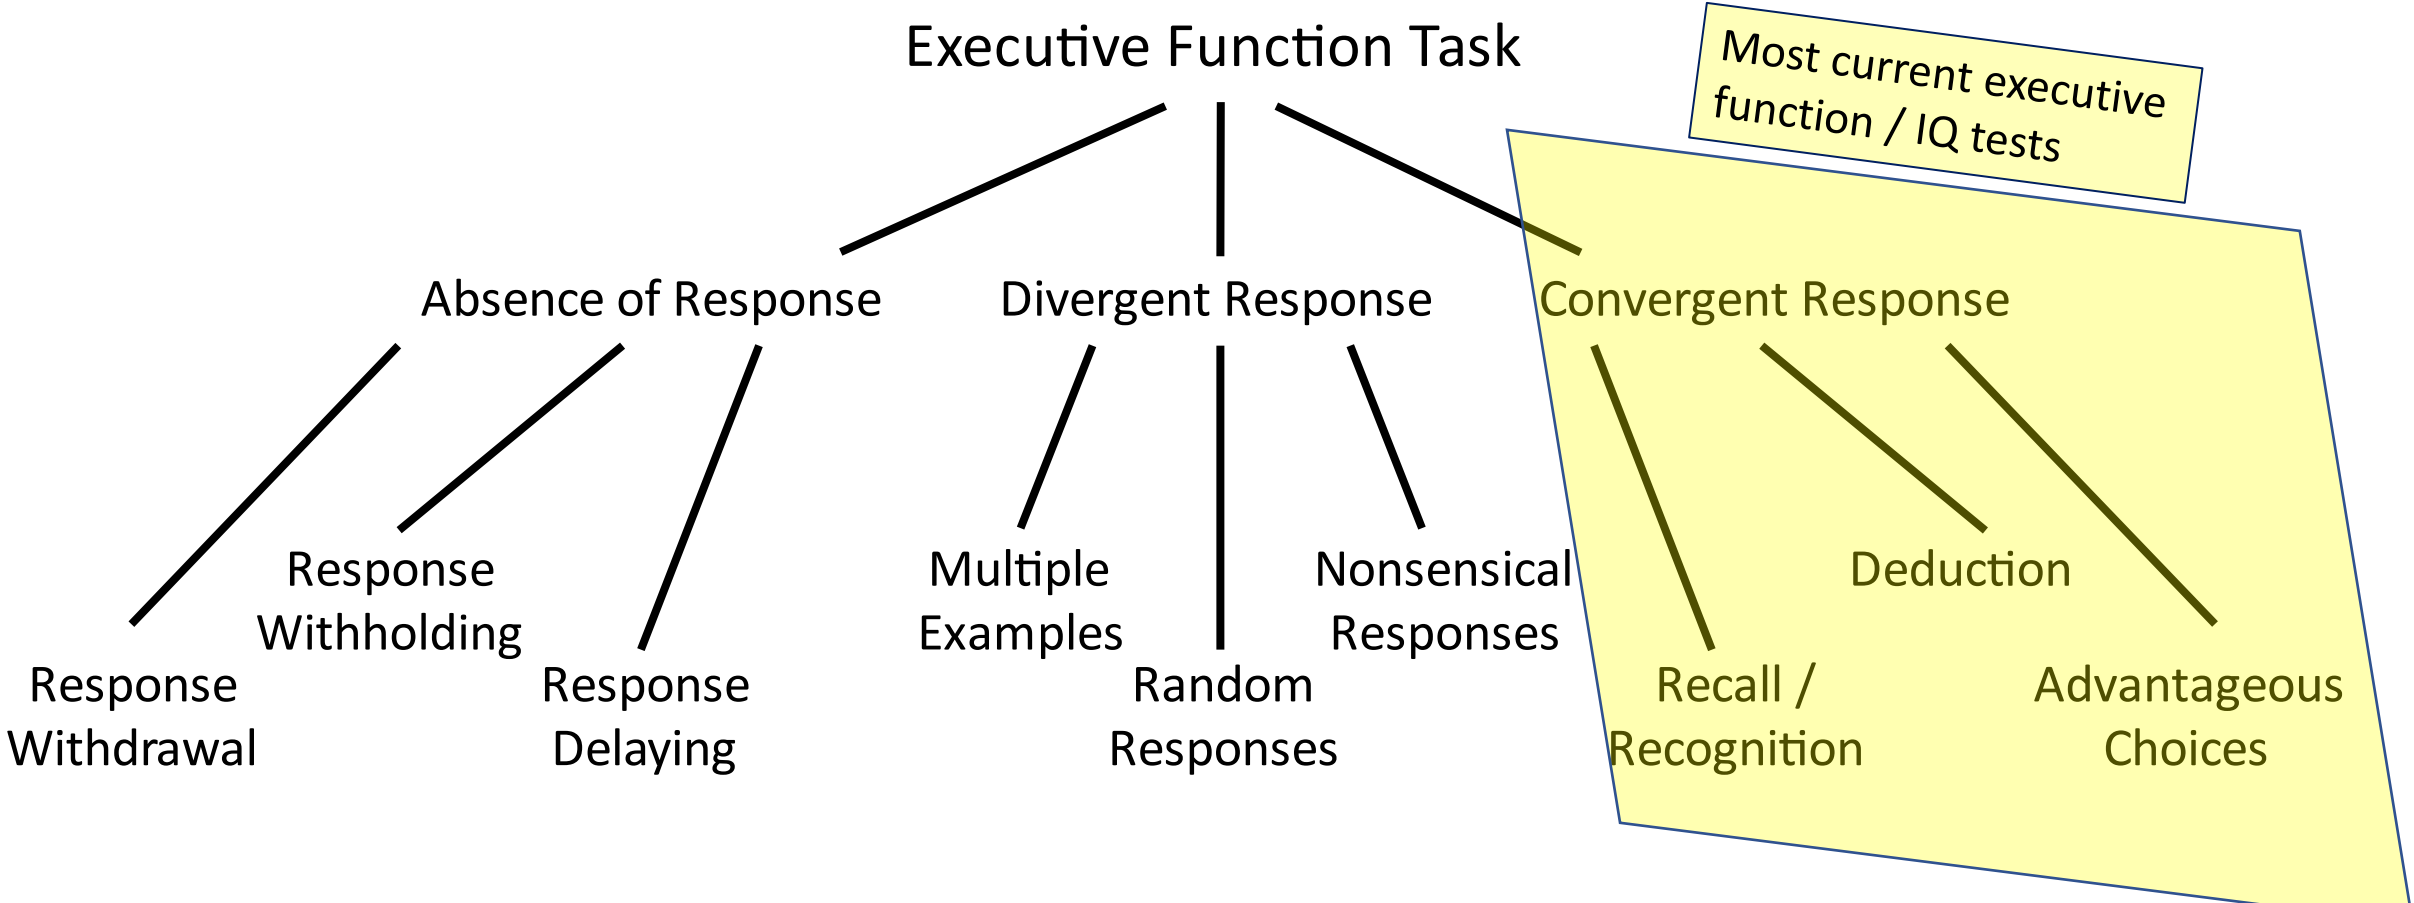 Executive Function Task
Most current executive
function / IQ tests
Absence of Response
Divergent Response
Convergent Response
Response
Withdrawal
Response
Withholding
Response
Delaying
Multiple
Examples
Random
Responses
Nonsensical
Responses
Recall /
Recognition
Deduction
Advantageous
Choices